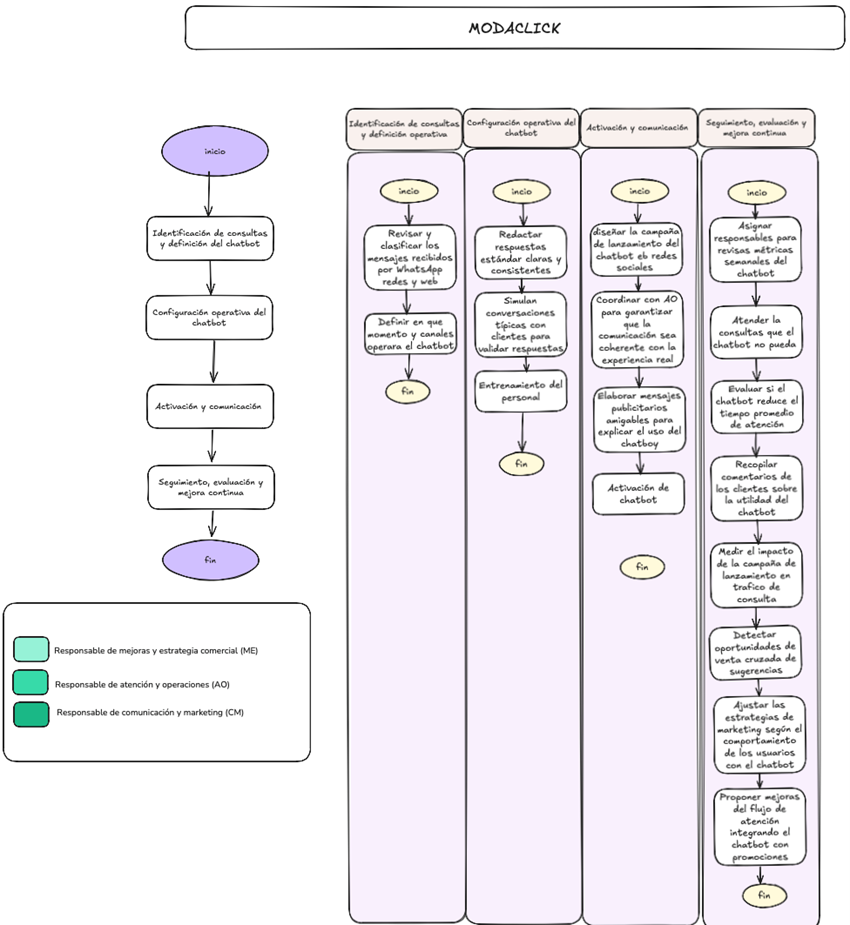 MODACLICK
inicio
Identificación de consultas
y definición del chatbot
Configuración operativa del
chatbot
Activación y comunicación
Seguimiento, evaluación y
mejora continua
fin
Responsable de mejoras y estrategia comercial (ME)
Responsable de atención y operaciones (AO)
Responsable de comunicación y marketing (CM)
Identificación de consultas
y definición operativa
incio
Revisar y
clasificar los
mensajes recibidos
por WhatsApp
redes y web
Definir en que
momento y canales
operara el chatbot
fin
Configuración operativa del
chatbot
incio
Redactar
respuestas
estándar claras y
consistentes
Simulan
conversaciones
típicas con
clientes para
validar respuestas
Entrenamiento del
personal
fin
Activación y comunicación
incio
diseñar la campaña
de lanzamiento del
chatbot eb redes
sociales
Coordinar con AO
para garantizar
que la
comunicación sea
coherente con la
experiencia real
Elaborar mensajes
publicitarios
amigables para
explicar el uso del
chatboy
Activación de
chatbot
fin
Seguimiento, evaluación y
mejora continua
incio
Asignar
responsables para
revisas métricas
semanales del
chatbot
Atender la
consultas que el
chatbot no pueda
Evaluar si el
chatbot reduce el
tiempo promedio
de atención
Recopilar
comentarios de
los clientes sobre
la utilidad del
chatbot
Medir el impacto
de la campaña de
lanzamiento en
trafico de
consulta
Detectar
oportunidades de
venta cruzada de
sugerencias
Ajustar las
estrategias de
marketing según el
comportamiento
de los usuarios
con el chatbot
Proponer mejoras
del flujo de
atención
integrando el
chatbot con
promociones
fin